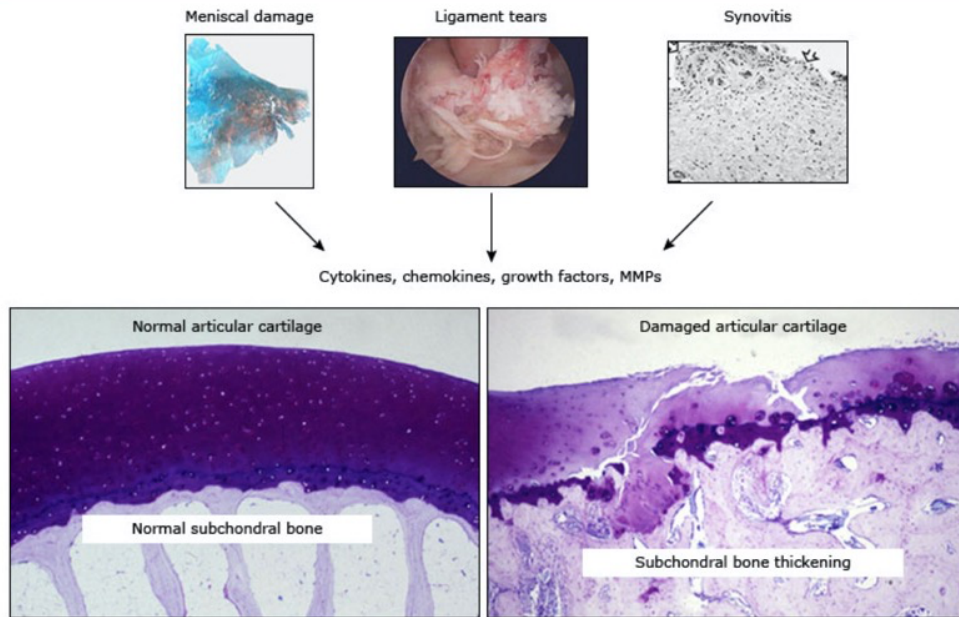 Meniscal damage
Ligament tears
Synovitis
Cytokines, chemokines, growth factors, MMPs
Normal articular cartilage
Damaged articular cartilage
Normal subchondral bone
Subchondral bone thickening